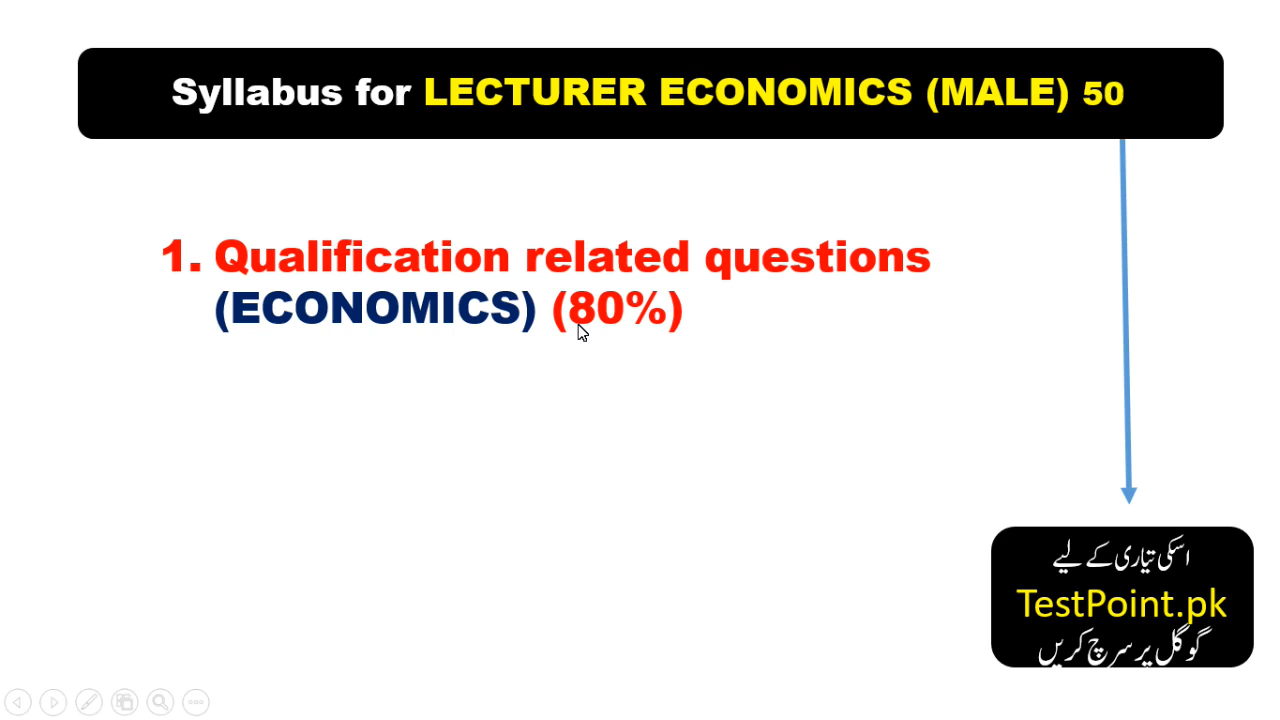 Syllabus for LECTURER ECONOMICS (MALE) 50
1. Qualification related questions
(ECONOMICS) (80%)
اسکی تیاری کے لیے
TestPoint.pk
گوگل پر سرچ کریں